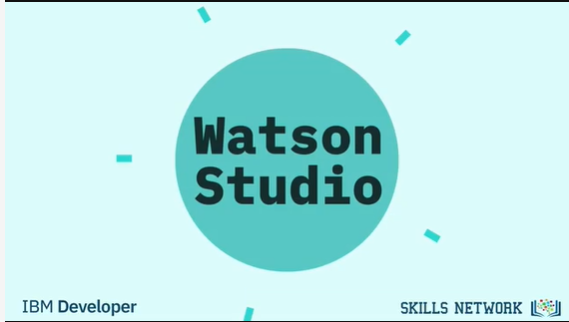 Watson
Studio
IBM Developer
SKILLS NETWORK